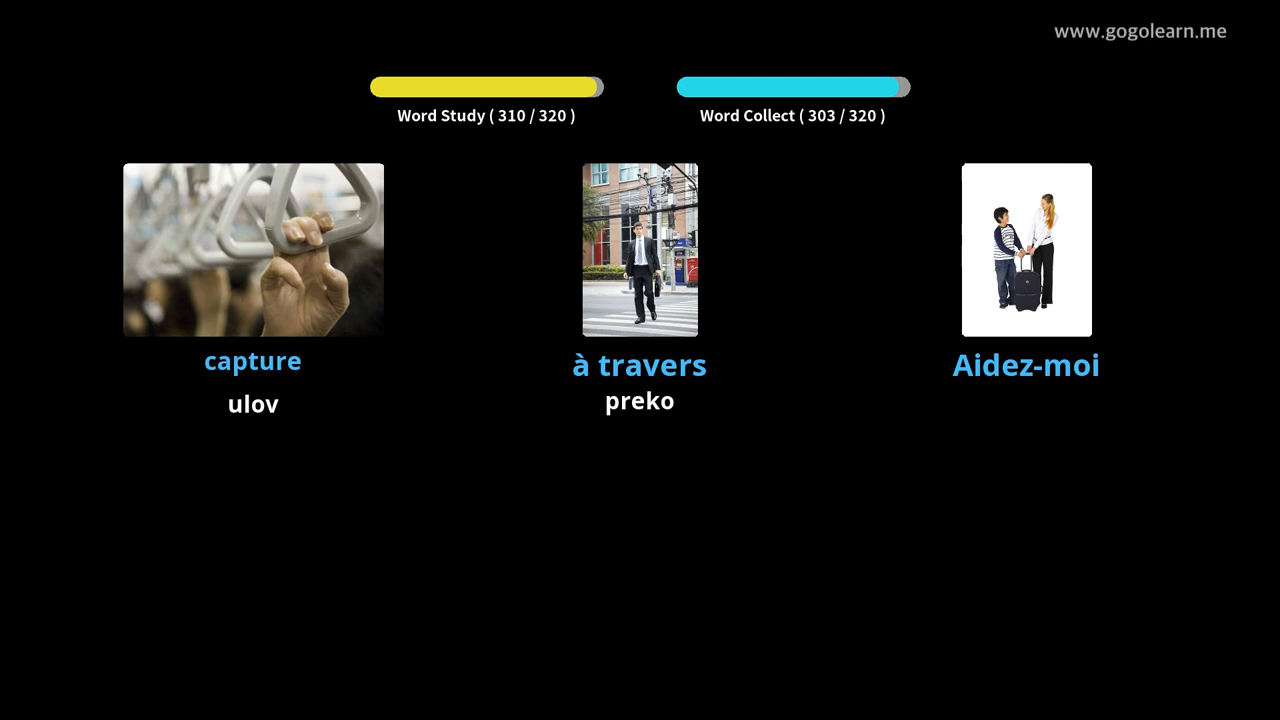 www.gogolearn.me
Word Study ( 310 / 320 )
Word Collect ( 303 / 320 )
capture
ulov
à travers
preko
Aidez-moi